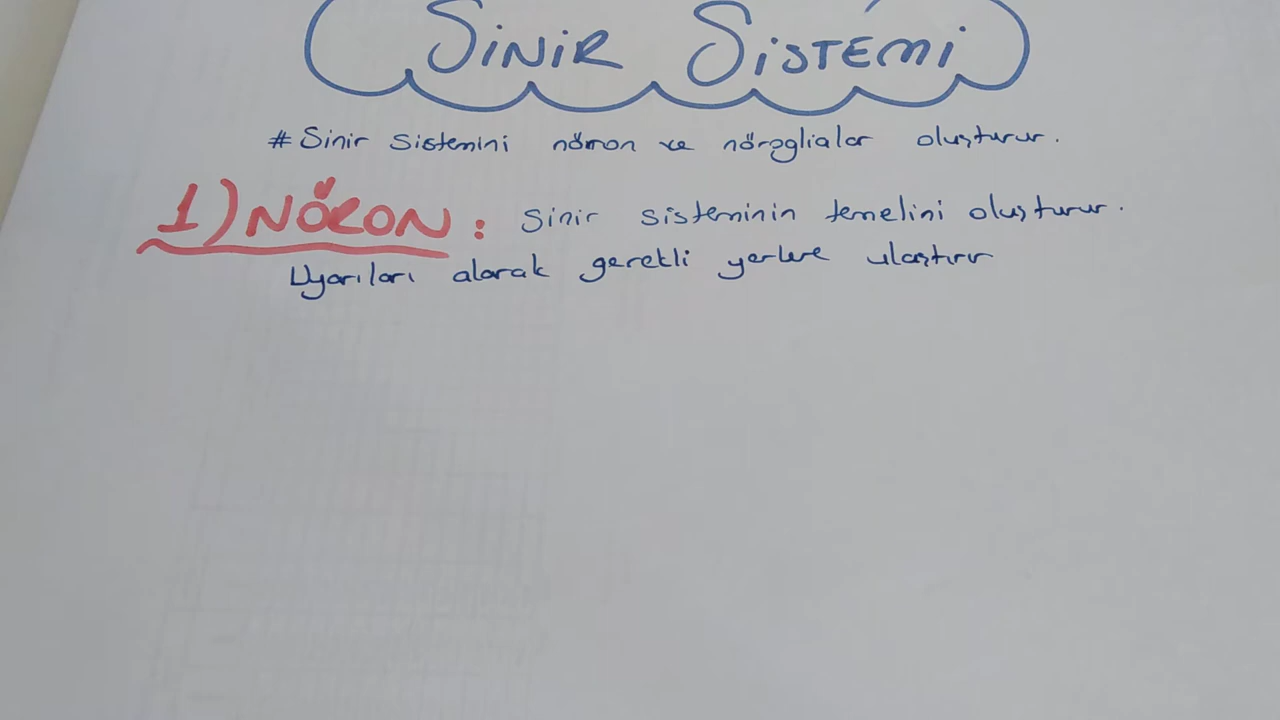 SiNiR SiSTEMi
# Sinir sistemini nöron ve nöroglialar oluşturur.
1) NÖRON : Sinir sisteminin temelini oluşturur.
Uyarıları alarak gerekli yerlere ulaştırır